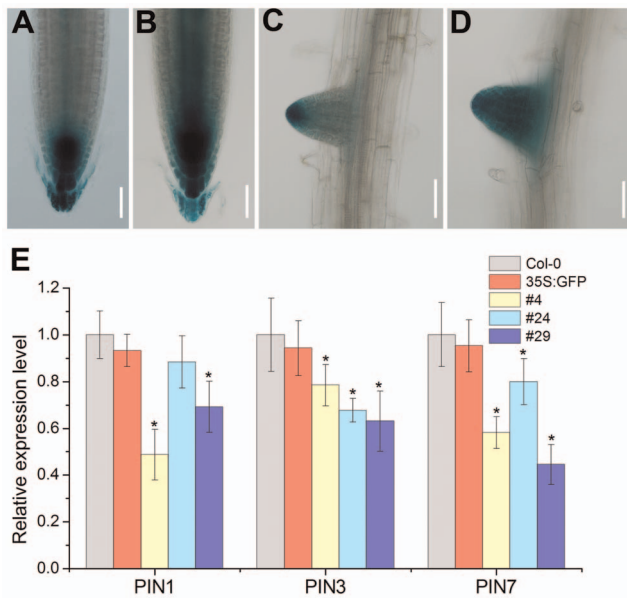 A
B
C
D
E
Col-0
35S:GFP
#4
#24
#29
Relative expression level
1.2
1.0
0.8
0.6
0.4
0.2
0.0
*
*
*
*
*
*
*
*
PIN1
PIN3
PIN7